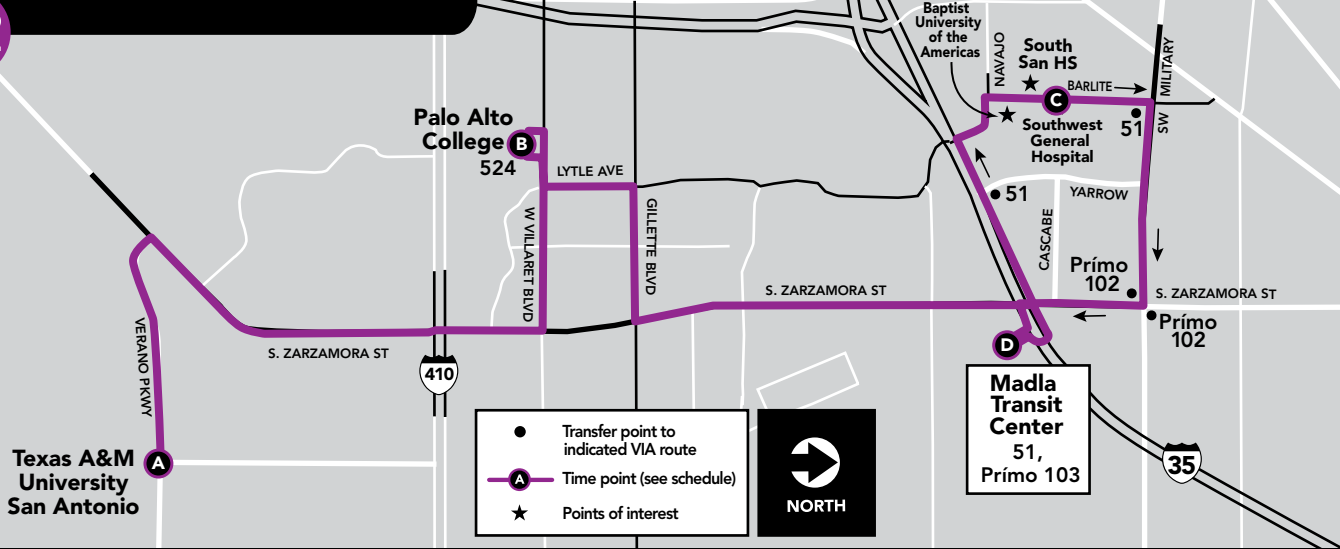 Baptist
University
of the
Americas
NAVAJO
South
San HS
BARLITE
MILITARY
SW
C
51
Southwest
General
Hospital
Palo Alto
College
B
524
LYTLE AVE
W VILLARET BLVD
GILLETTE BLVD
51
YARROW
CASCABE
Prímo
102
S. ZARZAMORA ST
S. ZARZAMORA ST
Prímo
102
VERANO PKWY
S. ZARZAMORA ST
410
D
Madla
Transit
Center
51,
Prímo 103
35
Texas A&M
University
San Antonio
A
Transfer point to
indicated VIA route
A
Time point (see schedule)
Points of interest
NORTH